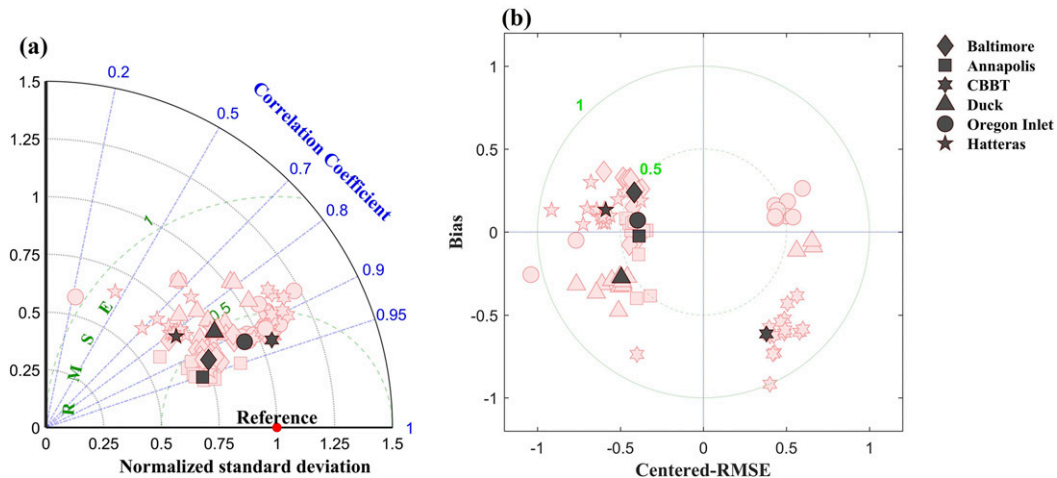 (a)
(b)
1.5
1.25
1
0.75
0.5
0.25
0
0 0.25 0.5 0.75 1 1.25 1.5
0.2
0.5
0.7
0.8
0.9
0.95
1
Correlation Coefficient
1
0.5
R M S E
Reference
Normalized standard deviation
1
0.5
0
-0.5
-1
-1 -0.5 0 0.5 1
1
0.5
Bias
Centered-RMSE
Baltimore
Annapolis
CBBT
Duck
Oregon Inlet
Hatteras